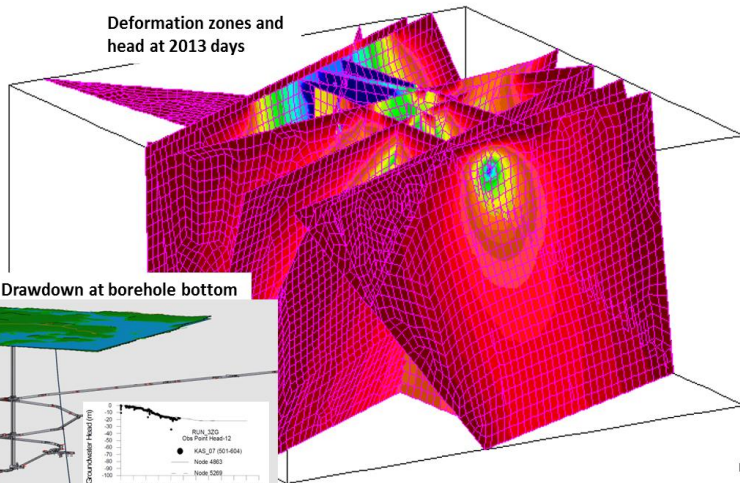 Deformation zones and
head at 2013 days
Drawdown at borehole bottom
Groundwater Head (m)
0
-10
-20
-30
-40
-50
-60
-70
-80
-90
-100
RUN_3ZG
Obs Point Head-12
KAS_07 (501-604)
Node 4863
Node 5269